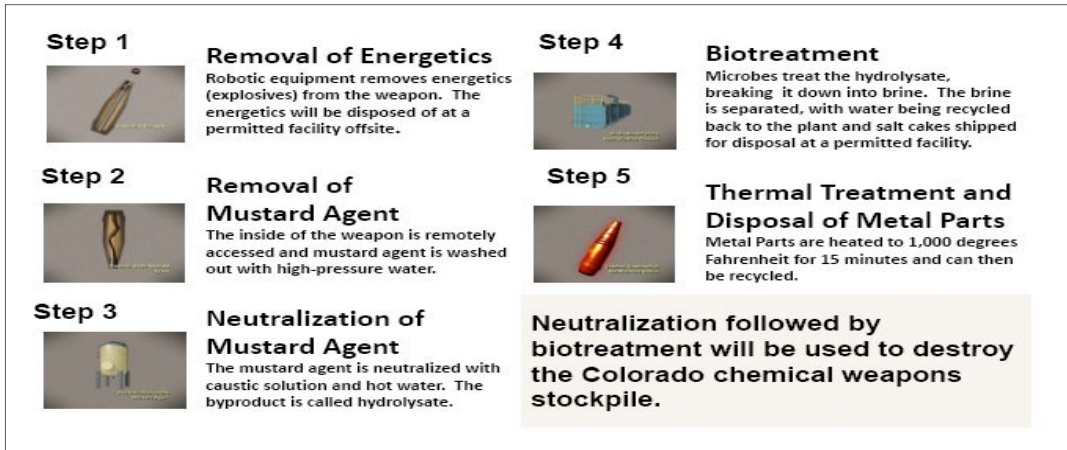 Step 1
Removal of Energetics
Robotic equipment removes energetics
(explosives) from the weapon. The
energetics will be disposed of at a
permitted facility offsite.
Step 2
Removal of
Mustard Agent
The inside of the weapon is remotely
accessed and mustard agent is washed
out with high-pressure water.
Step 3
Neutralization of
Mustard Agent
The mustard agent is neutralized with
caustic solution and hot water. The
byproduct is called hydrolysate.
Step 4
Biotreatment
Microbes treat the hydrolysate,
breaking it down into brine. The brine
is separated, with water being recycled
back to the plant and salt cakes shipped
for disposal at a permitted facility.
Step 5
Thermal Treatment and
Disposal of Metal Parts
Metal Parts are heated to 1,000 degrees
Fahrenheit for 15 minutes and can then
be recycled.
Neutralization followed by
biotreatment will be used to destroy
the Colorado chemical weapons
stockpile.